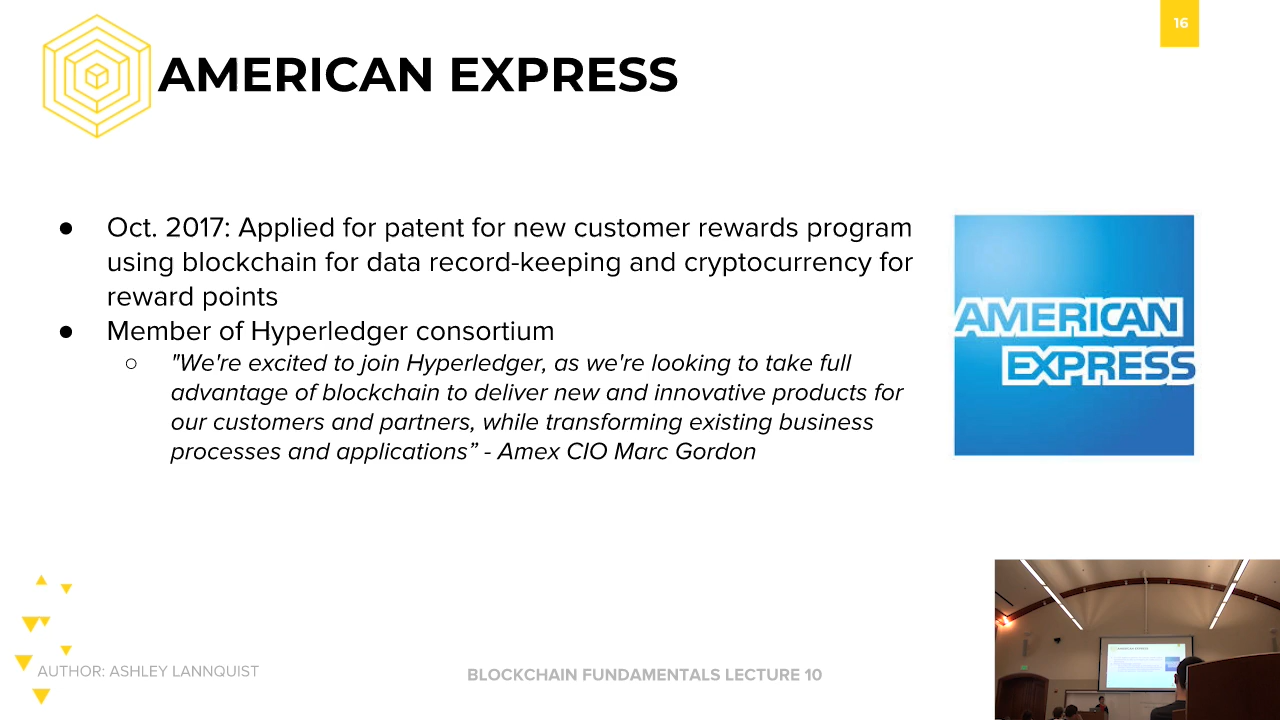 16
AMERICAN EXPRESS
● Oct. 2017: Applied for patent for new customer rewards program
using blockchain for data record-keeping and cryptocurrency for
reward points
● Member of Hyperledger consortium
○ "We're excited to join Hyperledger, as we're looking to take full
advantage of blockchain to deliver new and innovative products for
our customers and partners, while transforming existing business
processes and applications” - Amex CIO Marc Gordon
AMERICAN
EXPRESS
AMERICAN EXPRESS
AUTHOR: ASHLEY LANNQUIST
BLOCKCHAIN FUNDAMENTALS LECTURE 10